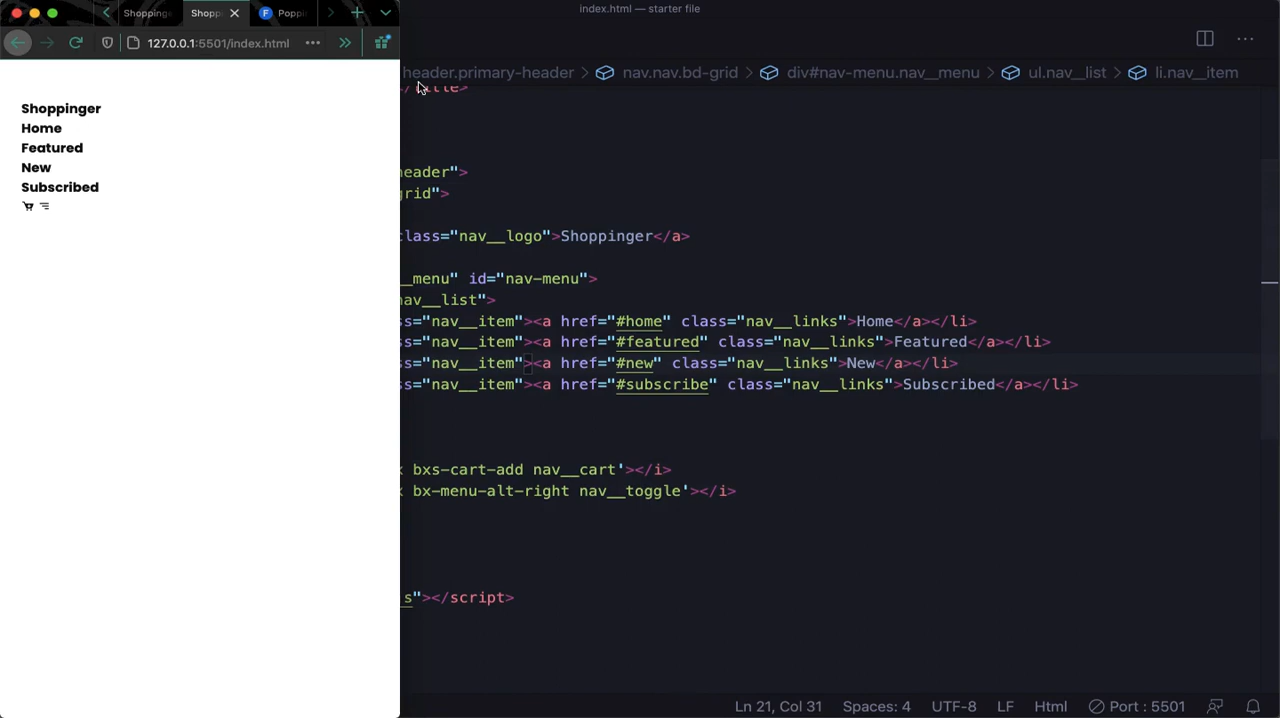 index.html — starter file
Shoppinge
Shopp
Poppi
127.0.0.1:5501/index.html
header.primary-header > nav.nav.bd-grid > div#nav-menu.nav__menu > ul.nav__list > li.nav__item
Shoppinger
Home
Featured
New
Subscribed
</title>
header">
grid">
class="nav__logo">Shoppinger</a>
__menu" id="nav-menu">
nav__list">
ss="nav__item"><a href="#home" class="nav__links">Home</a></li>
ss="nav__item"><a href="#featured" class="nav__links">Featured</a></li>
ss="nav__item"><a href="#new" class="nav__links">New</a></li>
ss="nav__item"><a href="#subscribe" class="nav__links">Subscribed</a></li>
x bxs-cart-add nav__cart'></i>
x bx-menu-alt-right nav__toggle'></i>
s"></script>
Ln 21, Col 31 Spaces: 4 UTF-8 LF Html Port : 5501